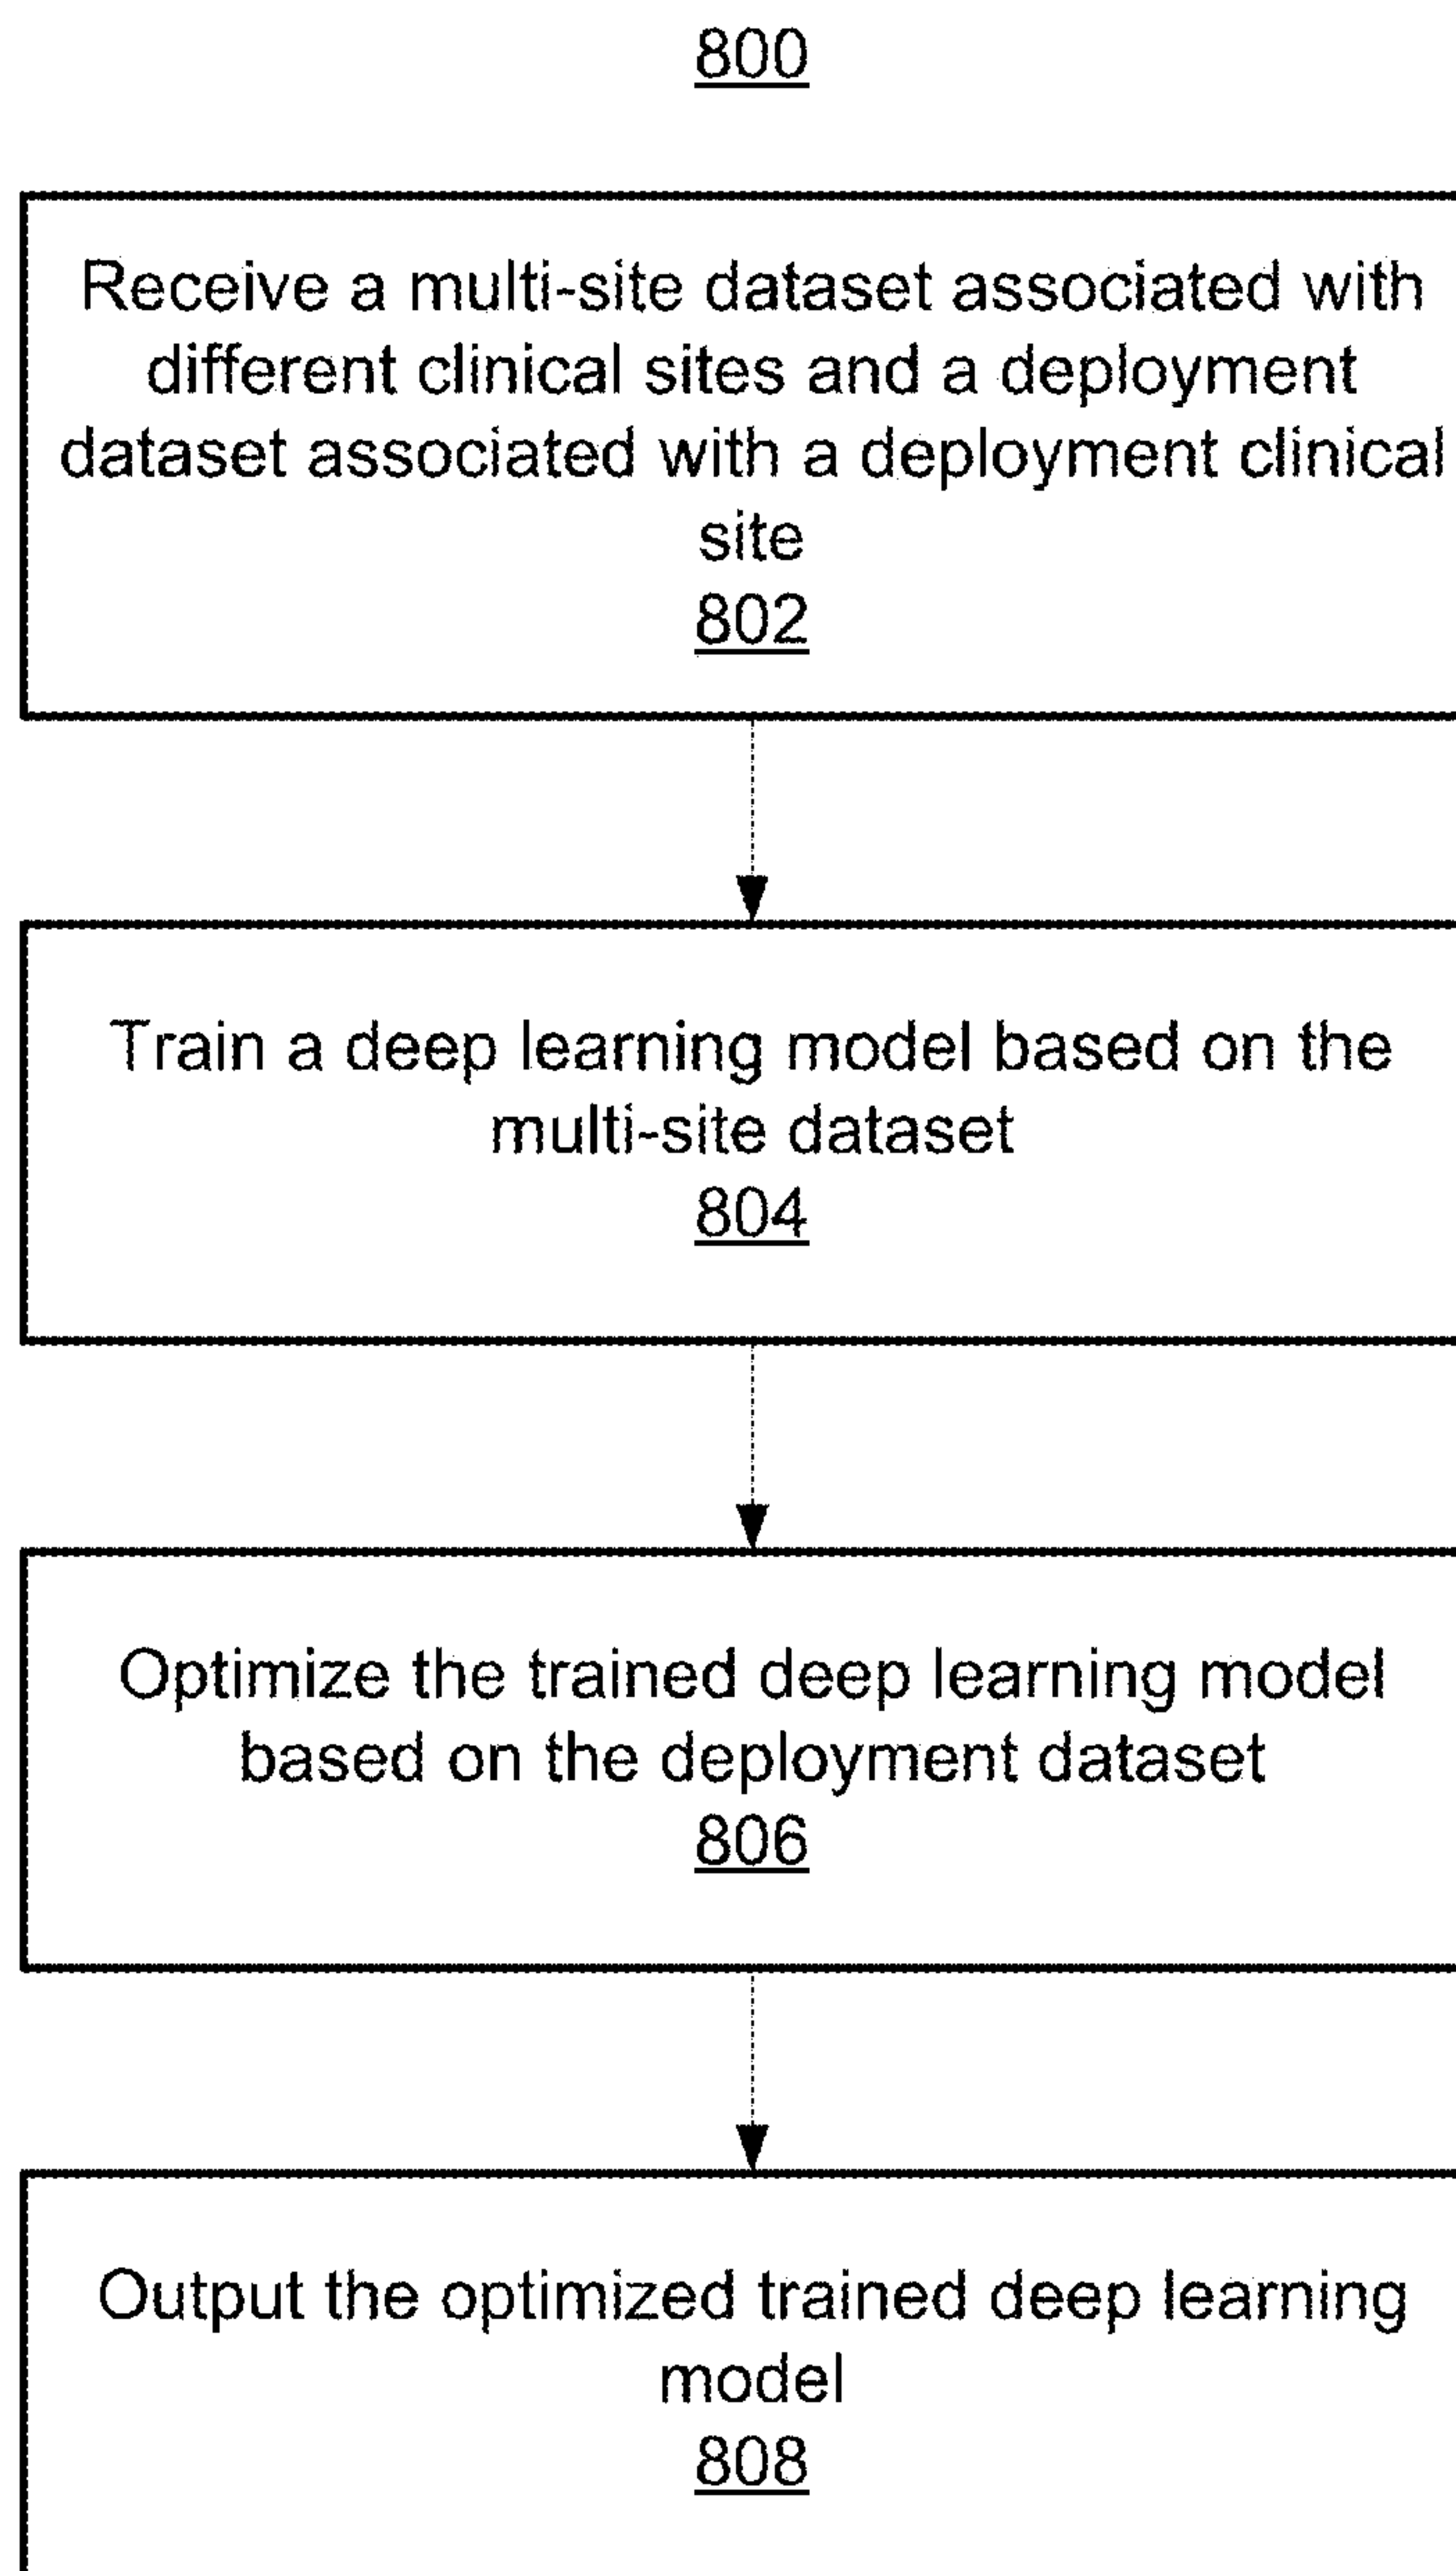 800
Receive a multi-site dataset associated with
different clinical sites and a deployment
dataset associated with a deployment clinical
site
802
Train a deep learning model based on the
multi-site dataset
804
Optimize the trained deep learning model
based on the deployment dataset
806
Output the optimized trained deep learning
model
808